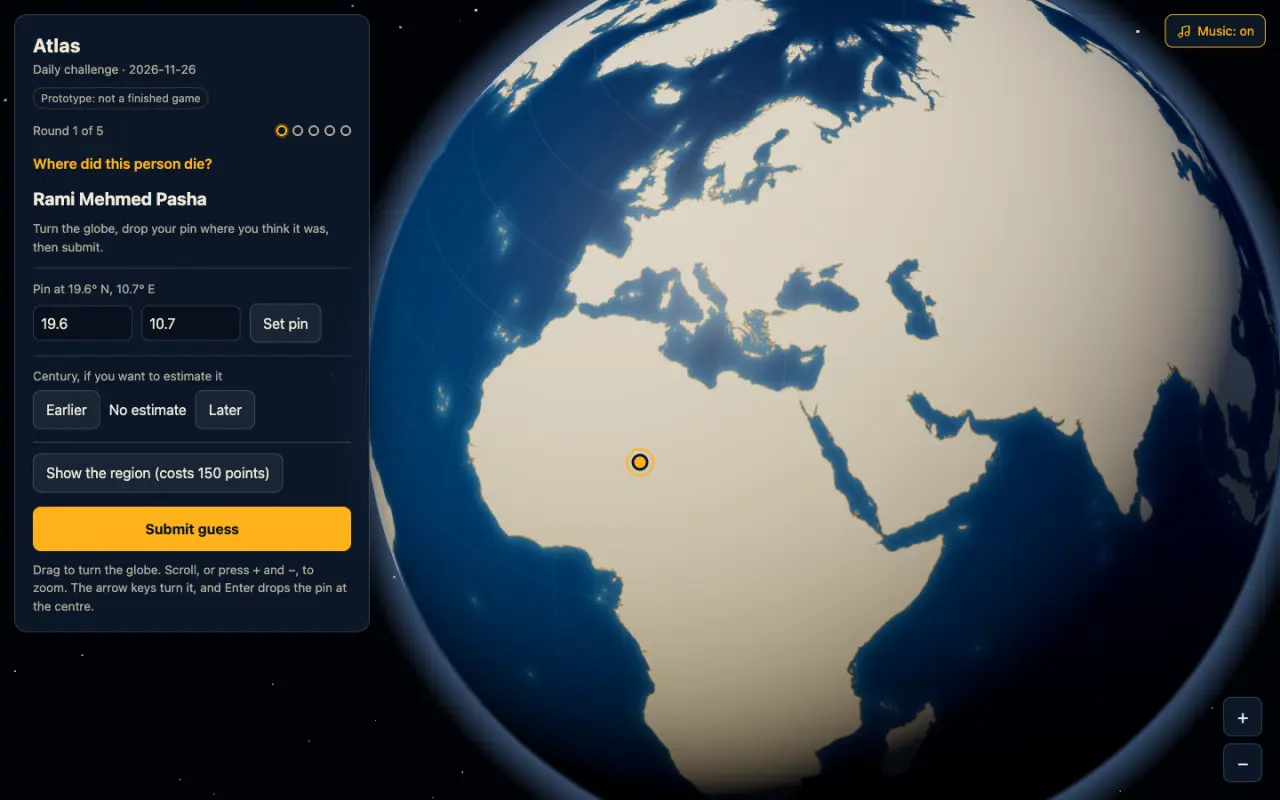 Atlas
Daily challenge · 2026-11-26
Prototype: not a finished game
Round 1 of 5
Where did this person die?
Rami Mehmed Pasha
Turn the globe, drop your pin where you think it was,
then submit.
Pin at 19.6° N, 10.7° E
19.6
10.7
Set pin
Century, if you want to estimate it
Earlier
No estimate
Later
Show the region (costs 150 points)
Submit guess
Drag to turn the globe. Scroll, or press + and −, to
zoom. The arrow keys turn it, and Enter drops the pin at
the centre.
Music: on
+
−